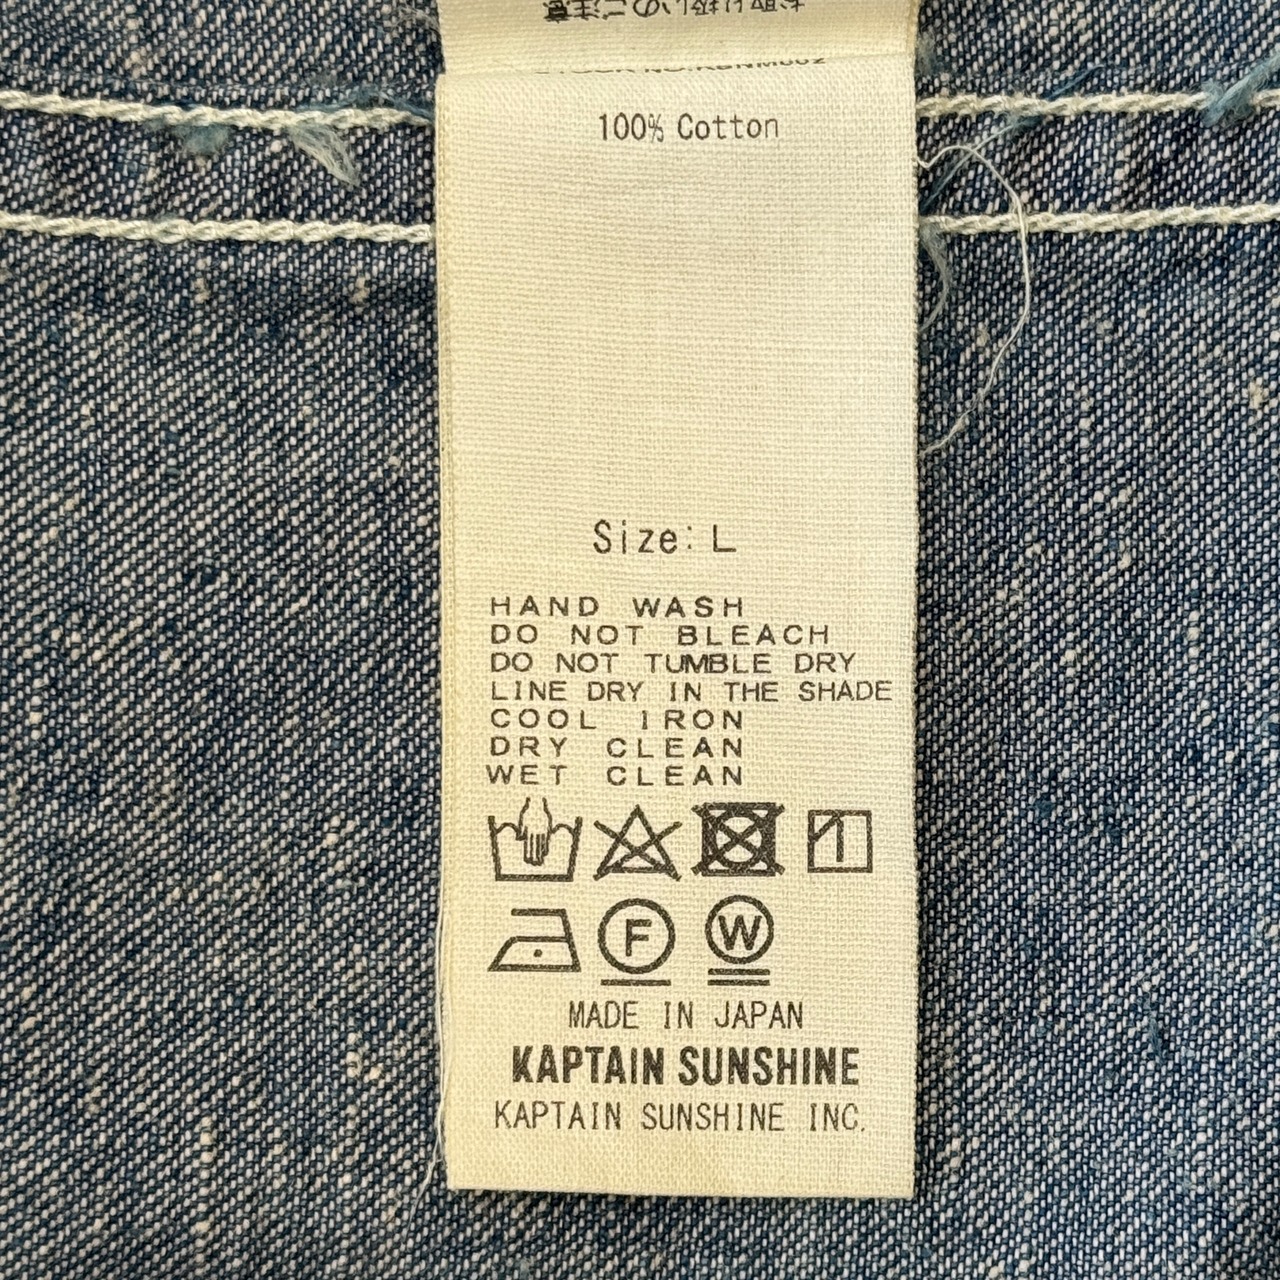 100% Cotton
Size: L
HAND WASH
DO NOT BLEACH
DO NOT TUMBLE DRY
LINE DRY IN THE SHADE
COOL IRON
DRY CLEAN
WET CLEAN
F W
MADE IN JAPAN
KAPTAIN SUNSHINE
KAPTAIN SUNSHINE INC.